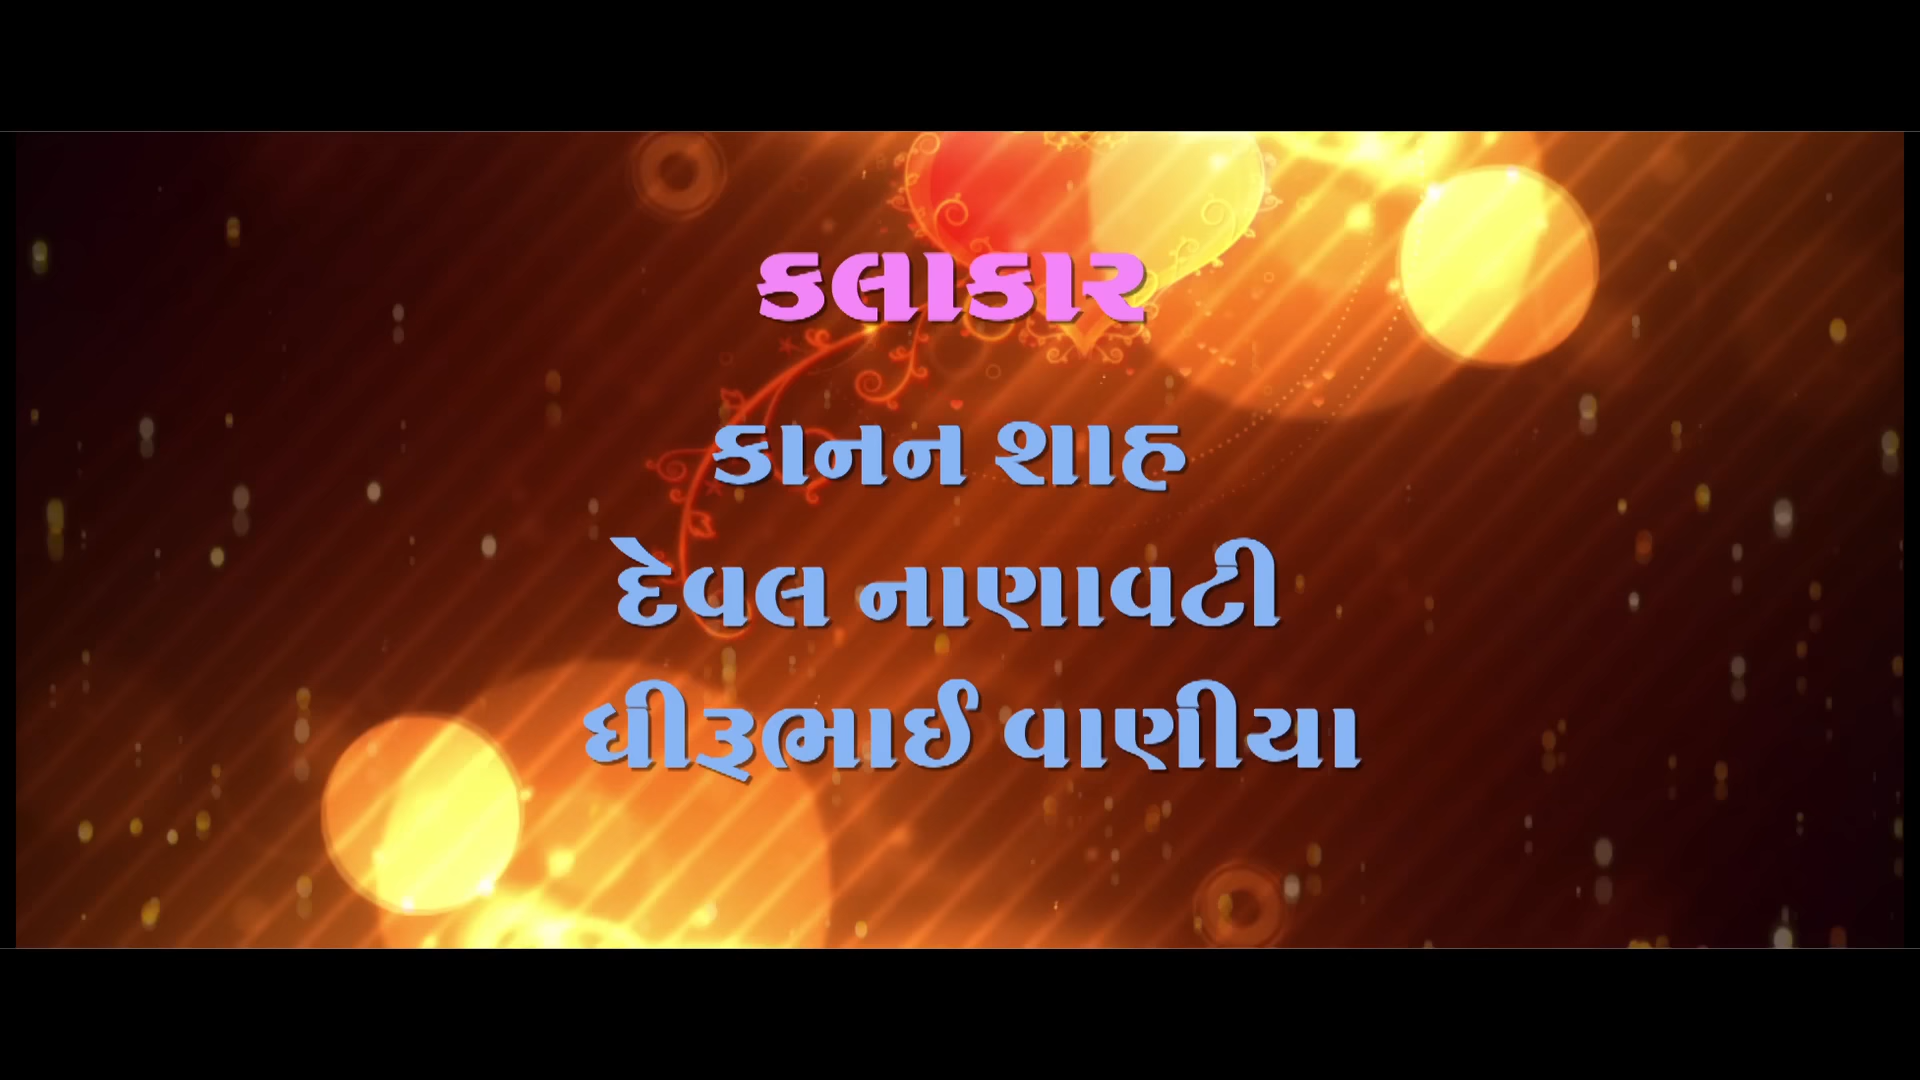 કલાકાર
કાનન શાહ
દેવલ નાણાવટી
ધીરૂભાઈ વાણીયા